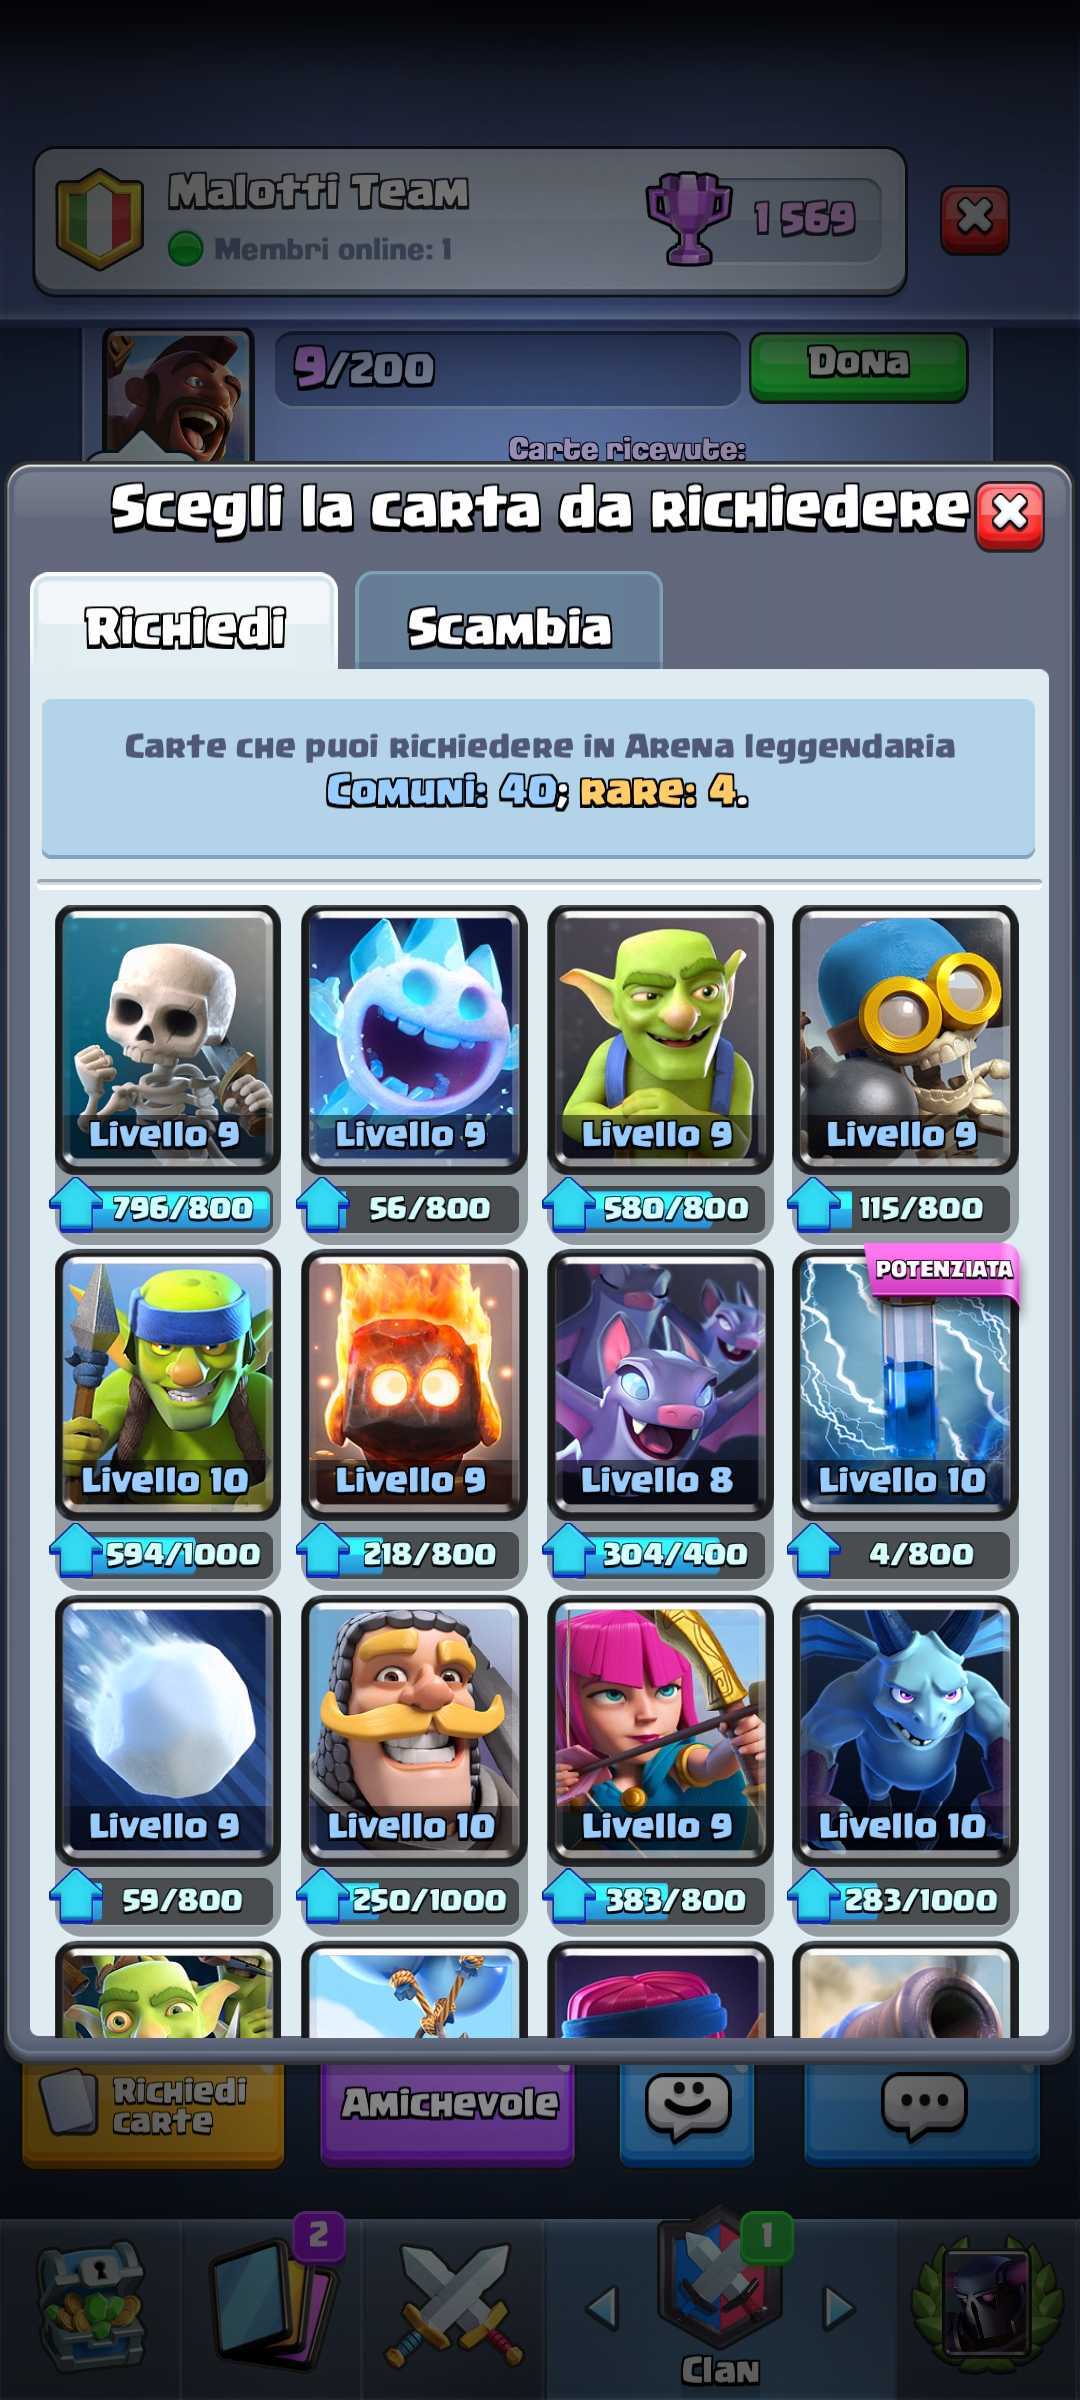 Malotti Team
1 569
Membri online: 1
9/200
Dona
Carte ricevute:
Scegli la carta da richiedere
Richiedi
Scambia
Carte che puoi richiedere in Arena leggendaria
Comuni: 40; rare: 4.
Livello 9
Livello 9
Livello 9
Livello 9
796/800
56/800
580/800
115/800
POTENZIATA
Livello 10
Livello 9
Livello 8
Livello 10
594/1000
218/800
304/400
4/800
Livello 9
Livello 10
Livello 9
Livello 10
59/800
250/1000
383/800
283/1000
Richiedi
carte
Amichevole
2
1
Clan